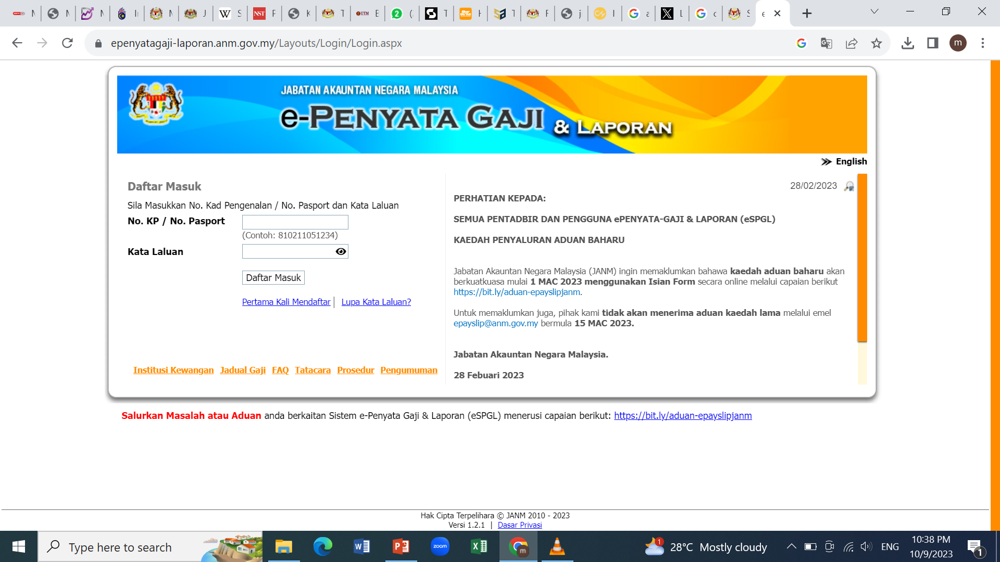 epenyatagaji-laporan.anm.gov.my/Layouts/Login/Login.aspx
m
JABATAN AKAUNTAN NEGARA MALAYSIA
e-PENYATA GAJI & LAPORAN
English
Daftar Masuk
Sila Masukkan No. Kad Pengenalan / No. Pasport dan Kata Laluan
No. KP / No. Pasport
(Contoh: 810211051234)
Kata Laluan
Daftar Masuk
Pertama Kali Mendaftar | Lupa Kata Laluan?
Institusi Kewangan Jadual Gaji FAQ Tatacara Prosedur Pengumuman
28/02/2023
PERHATIAN KEPADA:
SEMUA PENTADBIR DAN PENGGUNA ePENYATA-GAJI & LAPORAN (eSPGL)
KAEDAH PENYALURAN ADUAN BAHARU
Jabatan Akauntan Negara Malaysia (JANM) ingin memaklumkan bahawa kaedah aduan baharu akan
berkuatkuasa mulai 1 MAC 2023 menggunakan Isian Form secara online melalui capaian berikut
https://bit.ly/aduan-epayslipjanm.
Untuk memaklumkan juga, pihak kami tidak akan menerima aduan kaedah lama melalui emel
epayslip@anm.gov.my bermula 15 MAC 2023.
Jabatan Akauntan Negara Malaysia.
28 Febuari 2023
Salurkan Masalah atau Aduan anda berkaitan Sistem e-Penyata Gaji & Laporan (eSPGL) menerusi capaian berikut: https://bit.ly/aduan-epayslipjanm
Hak Cipta Terpelihara © JANM 2010 - 2023
Versi 1.2.1 | Dasar Privasi
Type here to search
zoom
1
28°C Mostly cloudy
ENG
10:38 PM
10/9/2023
1